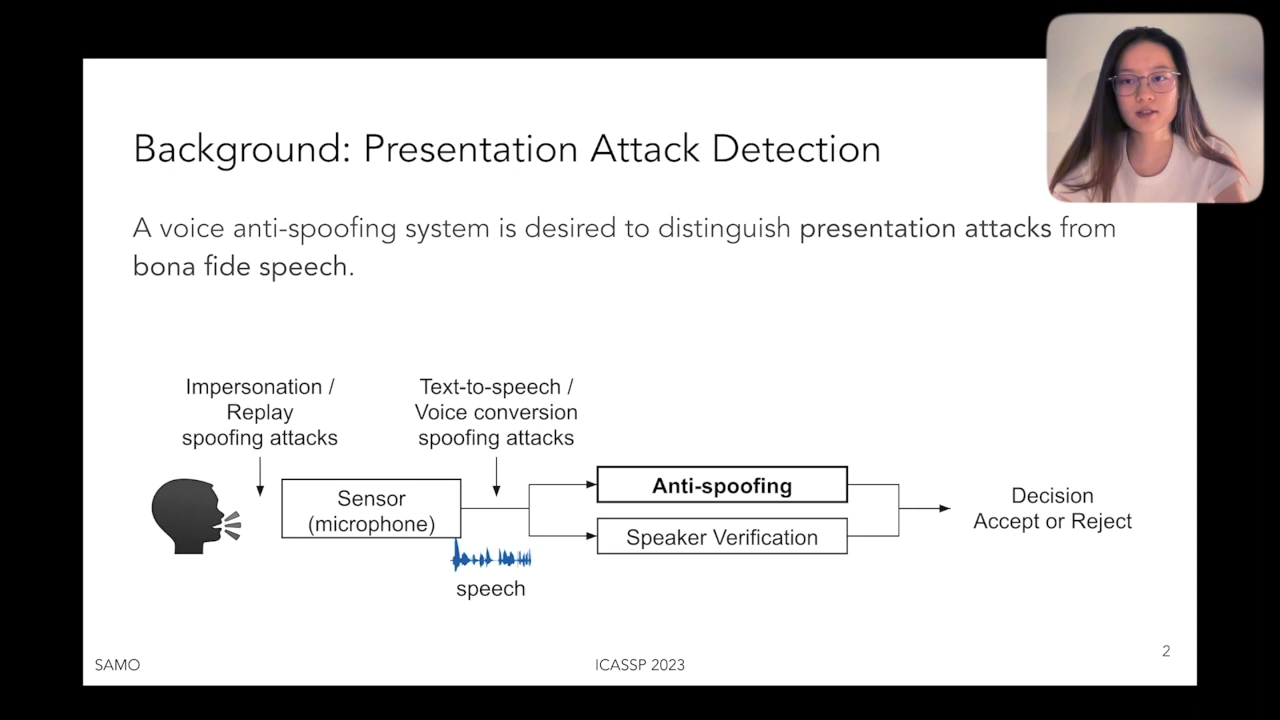 Background: Presentation Attack Detection
A voice anti-spoofing system is desired to distinguish presentation attacks from
bona fide speech.
Impersonation /
Replay
spoofing attacks
Text-to-speech /
Voice conversion
spoofing attacks
Sensor
(microphone)
speech
Anti-spoofing
Speaker Verification
Decision
Accept or Reject
SAMO
ICASSP 2023
2